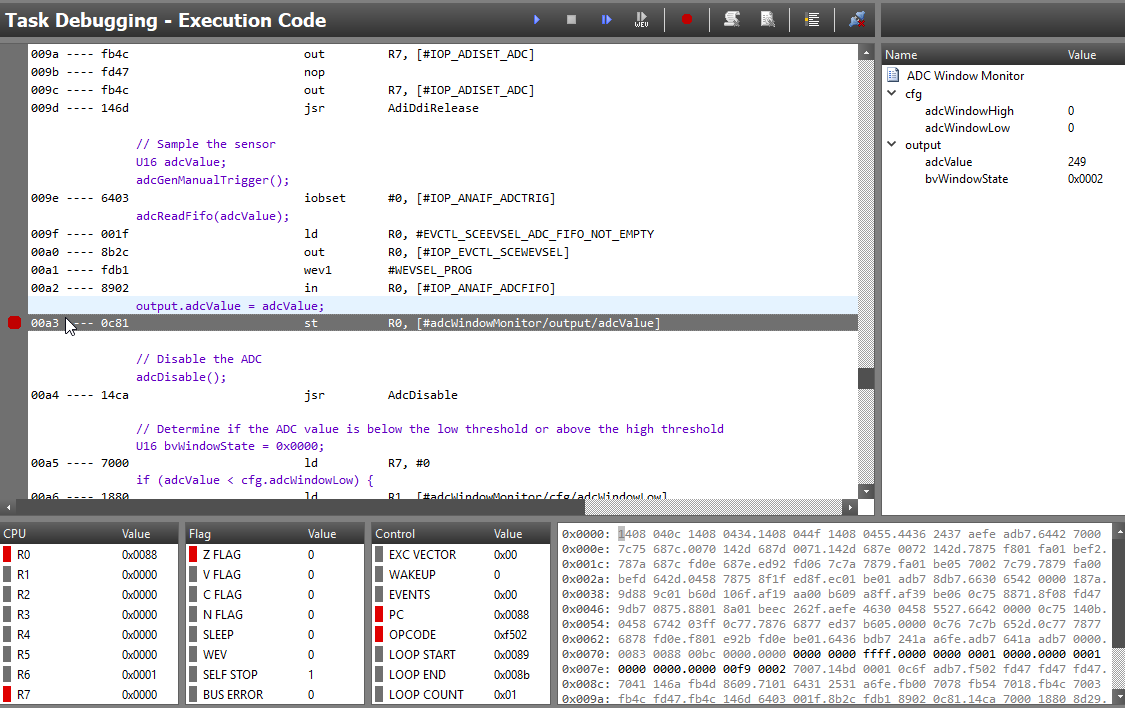 Task Debugging - Execution Code
WEV
009a ---- fb4c out R7, [#IOP_ADISET_ADC]
009b ---- fd47 nop
009c ---- fb4c out R7, [#IOP_ADISET_ADC]
009d ---- 146d jsr AdiDdiRelease
// Sample the sensor
U16 adcValue;
adcGenManualTrigger();
009e ---- 6403 iobset #0, [#IOP_ANAIF_ADCTRIG]
adcReadFifo(adcValue);
009f ---- 001f ld R0, #EVCTL_SCEEVSEL_ADC_FIFO_NOT_EMPTY
00a0 ---- 8b2c out R0, [#IOP_EVCTL_SCEWEVSEL]
00a1 ---- fdb1 wev1 #WEVSEL_PROG
00a2 ---- 8902 in R0, [#IOP_ANAIF_ADCFIFO]
output.adcValue = adcValue;
00a3 ---- 0c81 st R0, [#adcWindowMonitor/output/adcValue]
// Disable the ADC
adcDisable();
00a4 ---- 14ca jsr AdcDisable
// Determine if the ADC value is below the low threshold or above the high threshold
U16 bvWindowState = 0x0000;
00a5 ---- 7000 ld R7, #0
if (adcValue < cfg.adcWindowLow) {
00a6 ---- 1880 ld R1, [#adcWindowMonitor/cfg/adcWindowLow]
Name Value
ADC Window Monitor
cfg
adcWindowHigh 0
adcWindowLow 0
output
adcValue 249
bvWindowState 0x0002
CPU Value
R0 0x0088
R1 0x0000
R2 0x0000
R3 0x0000
R4 0x0000
R5 0x0000
R6 0x0001
R7 0x0000
Flag Value
Z FLAG 0
V FLAG 0
C FLAG 0
N FLAG 0
SLEEP 0
WEV 0
SELF STOP 1
BUS ERROR 0
Control Value
EXC VECTOR 0x00
WAKEUP 0
EVENTS 0x00
PC 0x0088
OPCODE 0xf502
LOOP START 0x0089
LOOP END 0x008b
LOOP COUNT 0x01
0x0000: 1408 040c 1408 0434.1408 044f 1408 0455.4436 2437 aefe adb7.6442 7000
0x000e: 7c75 687c.0070 142d 687d 0071.142d 687e 0072 142d.7875 f801 fa01 bef2.
0x001c: 787a 687c fd0e 687e.ed92 fd06 7c7a 7879.fa01 be05 7002 7c79.7879 fa00
0x002a: befd 642d.0458 7875 8f1f ed8f.ec01 be01 adb7 8db7.6630 6542 0000 187a.
0x0038: 9d88 9c01 b60d 106f.af19 aa00 b609 a8ff.af39 be06 0c75 8871.8f08 fd47
0x0046: 9db7 0875.8801 8a01 beec 262f.aefe 4630 0458 5527.6642 0000 0c75 140b.
0x0054: 0458 6742 03ff 0c77.7876 6877 ed37 b605.0000 0c76 7c7b 652d.0c77 7877
0x0062: 6878 fd0e.f801 e92b fd0e be01.6436 bdb7 241a a6fe.adb7 641a adb7 0000.
0x0070: 0083 0088 00bc 0000.0000 0000 0000 ffff.0000 0000 0001 0000.0000 0001
0x007e: 0000 0000.0000 00f9 0002 7007.14bd 0001 0c6f adb7.f502 fd47 fd47 fd47.
0x008c: 7041 146a fb4d 8609.7101 6431 2531 a6fe.fb00 7078 fb54 7018.fb4c 7003
0x009a: fb4c fd47.fb4c 146d 6403 001f.8b2c fdb1 8902 0c81.14ca 7000 1880 8d29.